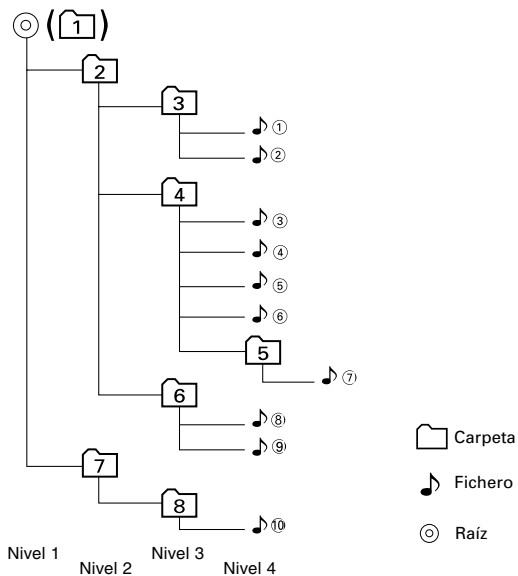 (1)
2
3
①
②
4
③
④
⑤
⑥
5
⑦
6
⑧
⑨
7
8
⑩
Carpeta
Fichero
Raíz
Nivel 1
Nivel 2
Nivel 3
Nivel 4